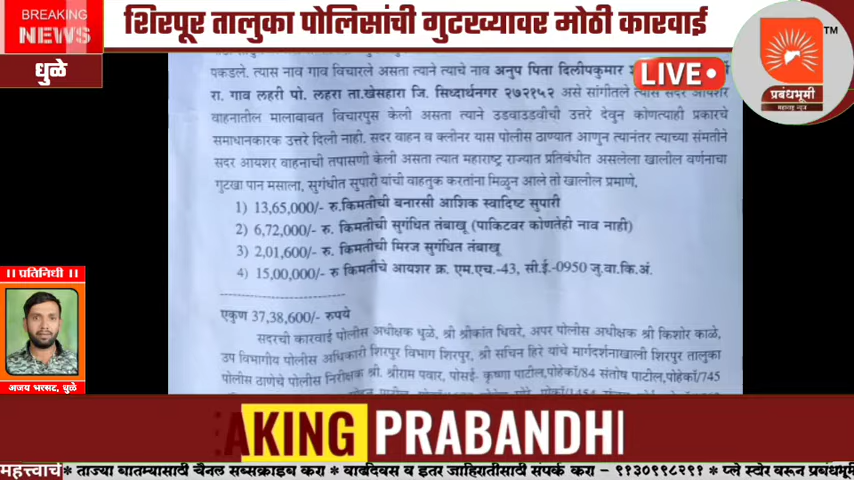 BREAKING
NEWS
शिरपूर तालुका पोलिसांची गुटख्यावर मोठी कारवाई
TM
धुळे
LIVE
प्रबंधभूमी
महाराष्ट्र न्यूज
पकडले. त्यास नाव गाव विचारले असता त्याने त्याचे नाव अनुप पिता दिलीपकुमार
रा. गाव लहरी पो. लहरा ता.खेसहारा जि. सिध्दार्थनगर २७२१५२ असे सांगीतले त्यास सदर आयशर
वाहनातील मालाबाबत विचारपुस केली असता त्याने उडवाउडवीची उत्तरे देवुन कोणत्याही प्रकारचे
समाधानकारक उत्तरे दिली नाही. सदर वाहन व क्लीनर यास पोलीस ठाण्यात आणुन त्यानंतर त्याच्या संमतीने
सदर आयशर वाहनाची तपासणी केली असता त्यात महाराष्ट्र राज्यात प्रतिबंधीत असलेला खालील वर्णनाचा
गुटखा पान मसाला, सुगंधीत सुपारी यांची वाहतुक करतांना मिळुन आले तो खालील प्रमाणे,
1) 13,65,000/- रु.किमतीची बनारसी आशिक स्वादिष्ट सुपारी
2) 6,72,000/- रु. किमतीची सुगंधित तंबाखू (पाकिटवर कोणतेही नाव नाही)
3) 2,01,600/- रु. किमतीची मिरज सुगंधित तंबाखू
4) 15,00,000/- रु किमतीचे आयशर क्र. एम.एच.-43, सी.ई.-0950 जु.वा.कि.अं.
एकुण 37,38,600/- रुपये
सदरची कारवाई पोलीस अधीक्षक धुळे, श्री श्रीकांत धिवरे, अपर पोलीस अधीक्षक श्री किशोर काळे,
उप विभागीय पोलीस अधिकारी शिरपुर विभाग शिरपुर, श्री सचिन हिरे यांचे मार्गदर्शनाखाली शिरपुर तालुका
पोलीस ठाणेचे पोलीस निरीक्षक श्री. श्रीराम पवार, पोसई- कृष्णा पाटील,पोहेकॉ/84 संतोष पाटील,पोहेकॉ/745
।। प्रतिनिधी ।।
अजय भरसट, धुळे
AKING PRABANDH
महत्त्वाचे * ताज्या बातम्यासाठी चैनल सब्सक्राइब करा * वाढदिवस व इतर जाहिरातीसाठी संपर्क करा – ९१३०९९८२९१ * प्ले स्टोर वरून प्रबंधभूमी